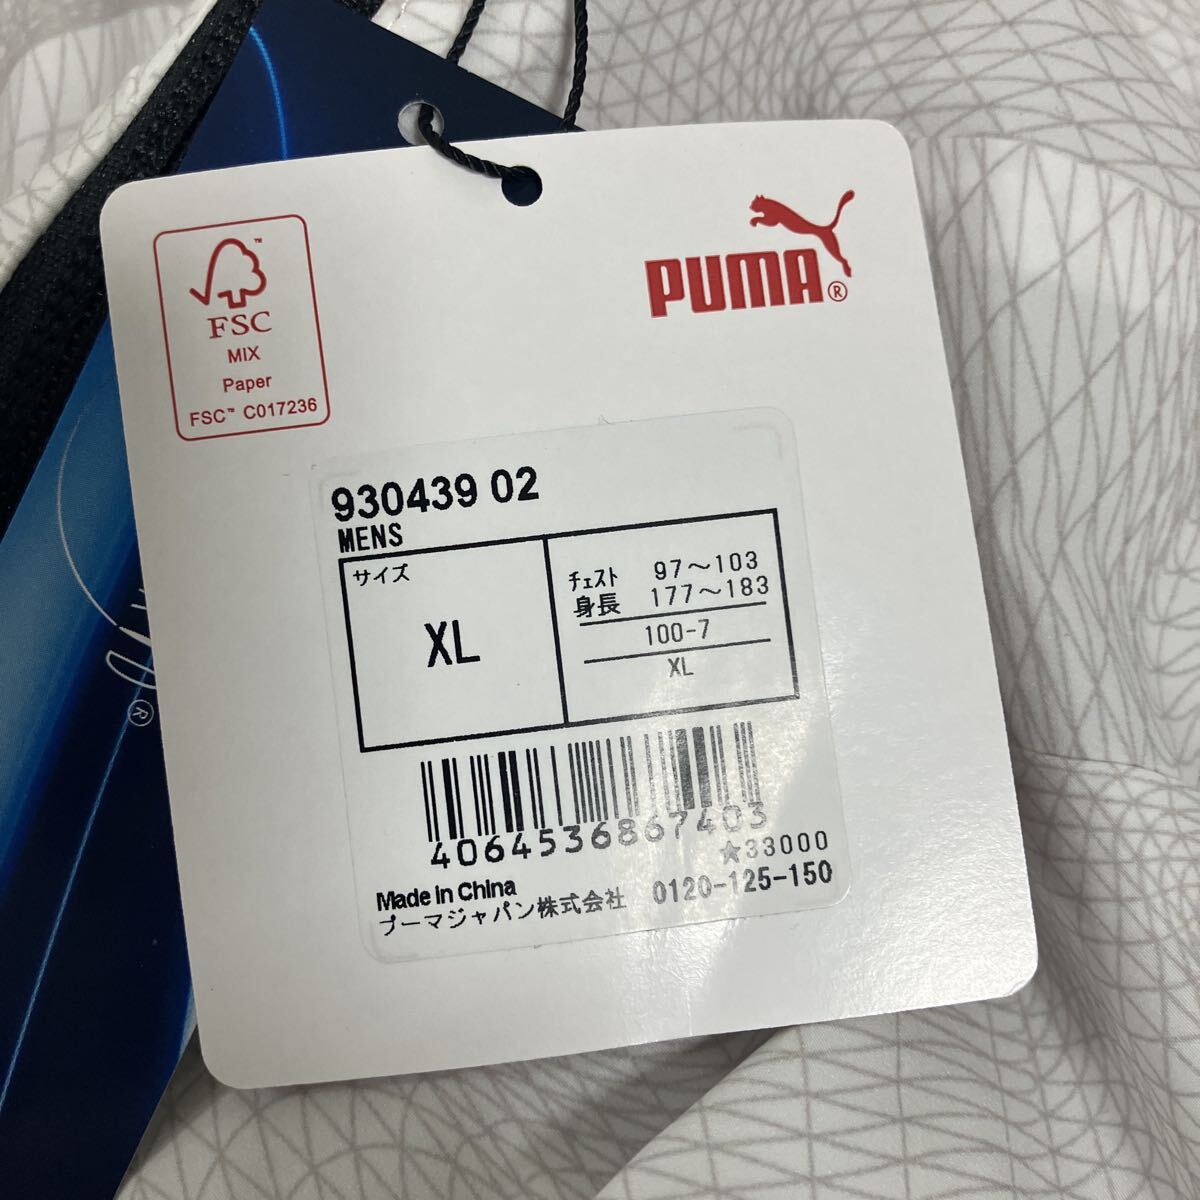 FSC
™
MIX
Paper
FSC™ C017236
PUMA®
930439 02
MENS
サイズ
XL
チェスト 97～103
身長 177～183
100-7
XL
4064536867403
★33000
Made in China
プーマジャパン株式会社 0120-125-150
®